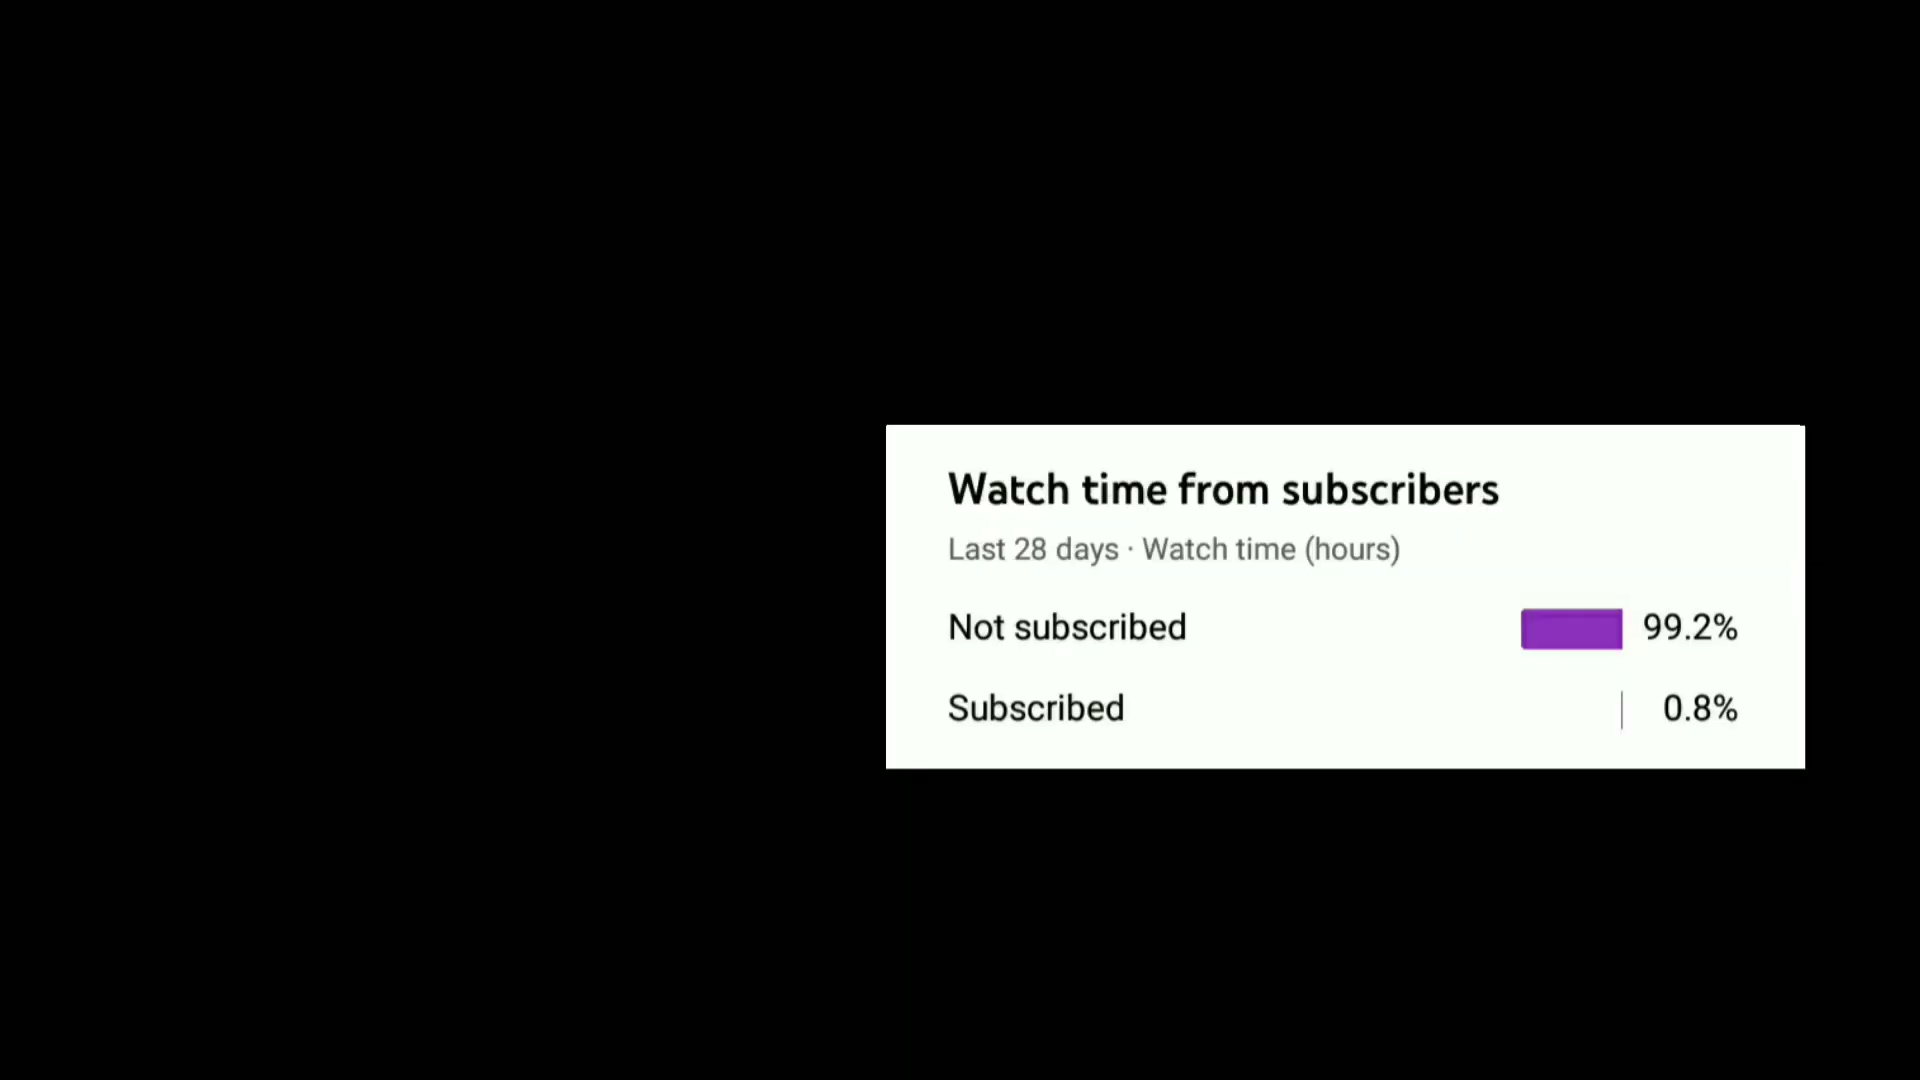 Watch time from subscribers
Last 28 days · Watch time (hours)
Not subscribed 99.2%
Subscribed 0.8%